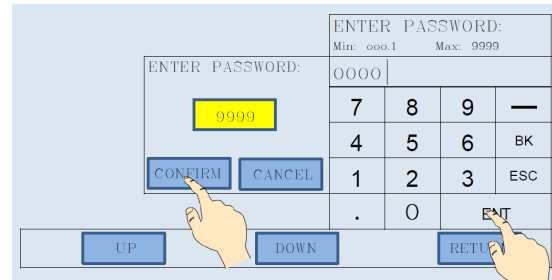 ENTER PASSWORD:
Min: ooo.1 Max: 9999
ENTER PASSWORD:
0000
7 8 9 —
9999
4 5 6 BK
CONFIRM CANCEL
1 2 3 ESC
. 0 ENT
UP DOWN